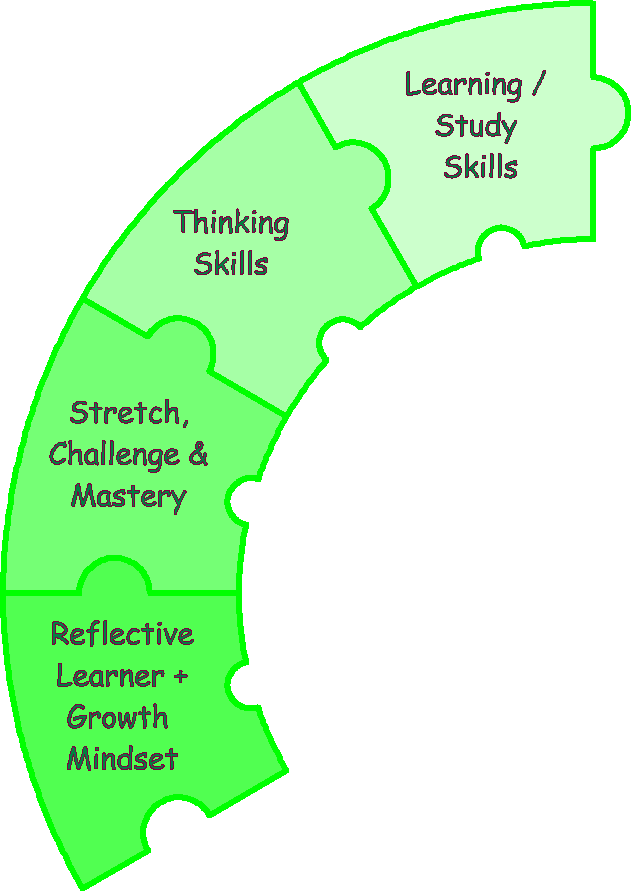 Learning /
Study
Skills
Thinking
Skills
Stretch,
Challenge &
Mastery
Reflective
Learner +
Growth
Mindset